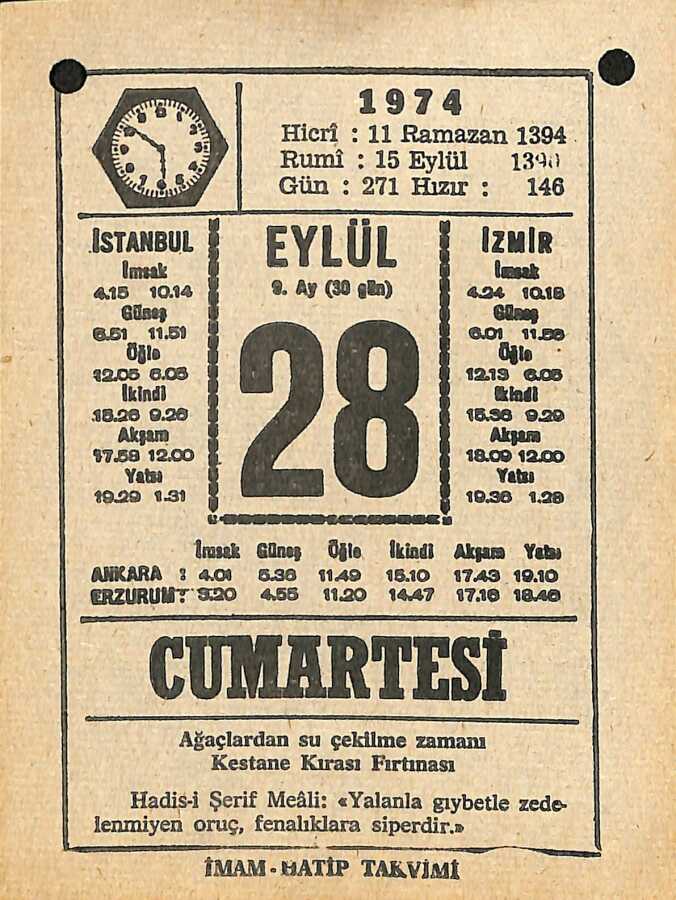 1974
Hicrî : 11 Ramazan 1394
Rumî : 15 Eylül 1390
Gün : 271 Hızır : 146
İSTANBUL
İmsak
4.15 10.14
Güneş
6.51 11.51
Öğle
12.05 6.05
İkindi
15.26 9.26
Akşam
17.59 12.00
Yatsı
19.29 1.31
EYLÜL
9. Ay (30 gün)
28
İZMİR
İmsak
4.24 10.18
Güneş
6.01 11.53
Öğle
12.13 6.05
İkindi
15.36 9.29
Akşam
18.09 12.00
Yatsı
19.36 1.28
İmsak Güneş Öğle İkindi Akşam Yatsı
ANKARA : 4.01 5.36 11.49 15.10 17.43 19.10
ERZURUM: 3.20 4.55 11.20 14.47 17.16 18.46
CUMARTESİ
Ağaçlardan su çekilme zamanı
Kestane Kırası Fırtınası
Hadis-i Şerif Meâli: «Yalanla gıybetle zede-
lenmiyen oruç, fenalıklara siperdir.»
İMAM - HATİP TAKVİMİ